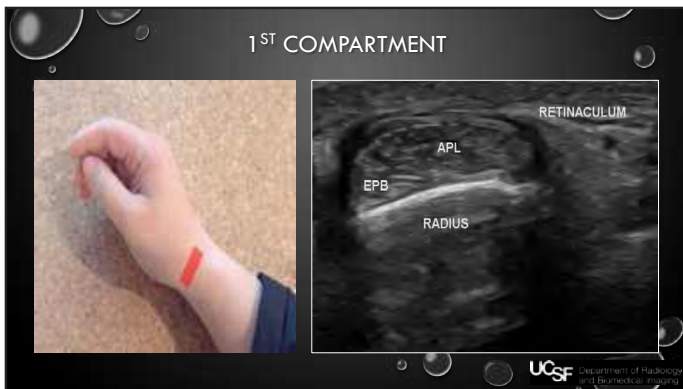 1ST COMPARTMENT
RETINACULUM
APL
EPB
RADIUS
UCSF Department of Radiology
and Biomedical Imaging